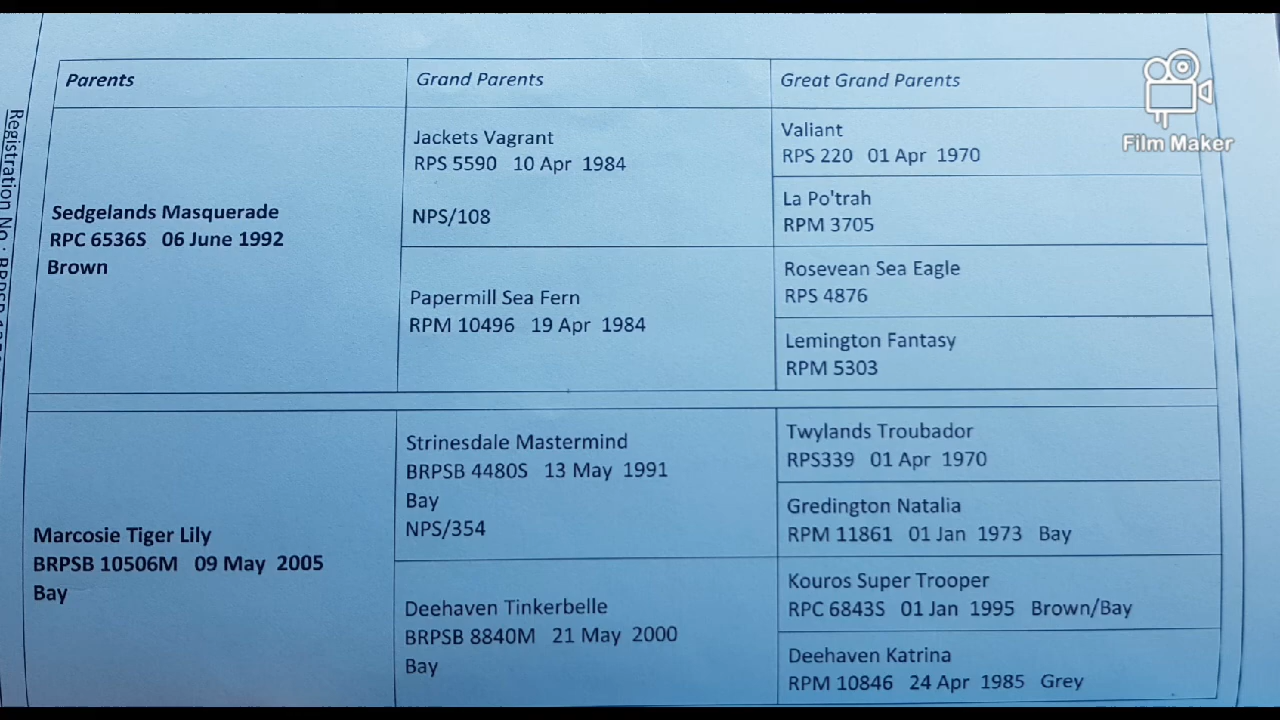 Parents
Grand Parents
Great Grand Parents
Film Maker
Sedgelands Masquerade
RPC 6536S 06 June 1992
Brown
Jackets Vagrant
RPS 5590 10 Apr 1984
NPS/108
Papermill Sea Fern
RPM 10496 19 Apr 1984
Valiant
RPS 220 01 Apr 1970
La Po'trah
RPM 3705
Rosevean Sea Eagle
RPS 4876
Lemington Fantasy
RPM 5303
Marcosie Tiger Lily
BRPSB 10506M 09 May 2005
Bay
Strinesdale Mastermind
BRPSB 4480S 13 May 1991
Bay
NPS/354
Deehaven Tinkerbelle
BRPSB 8840M 21 May 2000
Bay
Twylands Troubador
RPS339 01 Apr 1970
Gredington Natalia
RPM 11861 01 Jan 1973 Bay
Kouros Super Trooper
RPC 6843S 01 Jan 1995 Brown/Bay
Deehaven Katrina
RPM 10846 24 Apr 1985 Grey
Registration No :